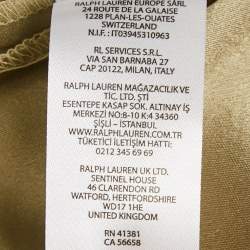 RALPH LAUREN EUROPE SARL
24 ROUTE DE LA GALAISE
1228 PLAN-LES-OUATES
SWITZERLAND
N.I.F. : IT03945310963
RL SERVICES S.R.L.
VIA SAN BARNABA 27
CAP 20122, MILAN, ITALY
RALPH LAUREN MAĞAZACILIK VE
TİC. LTD. ŞTİ
ESENTEPE KASAP SOK. ALTINAY İŞ
MERKEZİ NO:8-10 K:4 34360
ŞİŞLİ – İSTANBUL
WWW.RALPHLAUREN.COM.TR
TÜKETİCİ İLETİŞİM HATTI:
0212 345 69 69
RALPH LAUREN UK LTD.
SENTINEL HOUSE
46 CLARENDON RD
WATFORD, HERTFORDSHIRE
WD17 1HE
UNITED KINGDOM
RN 41381
CA 56658